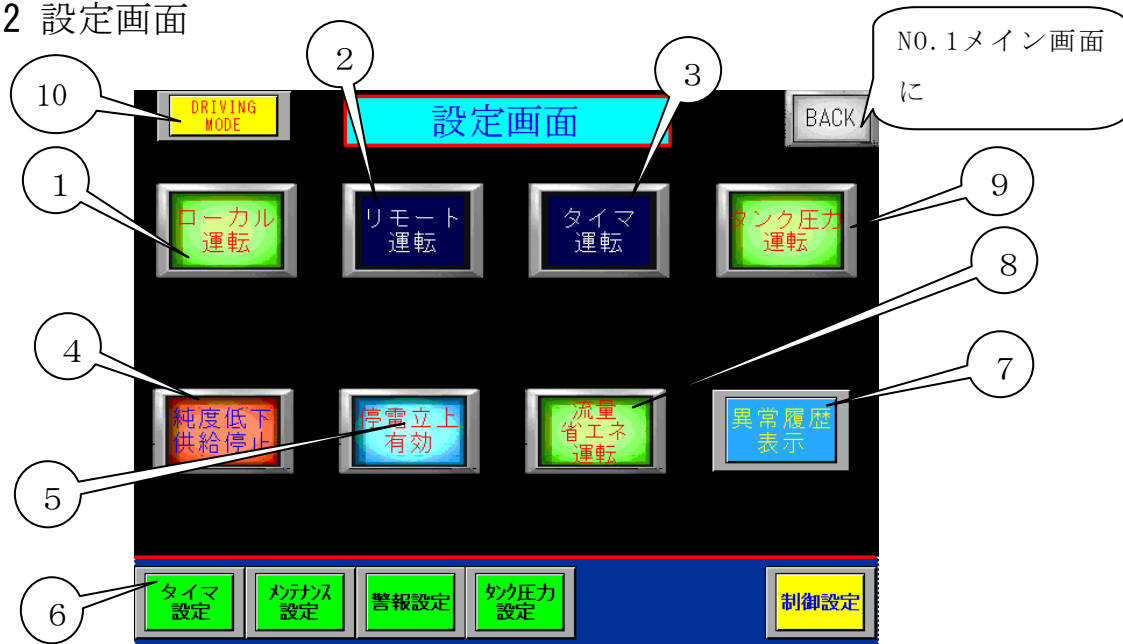 2 設定画面
NO.1メイン画面
に
2
3
10
DRIVING
MODE
設定画面
BACK
1
9
ローカル
運転
リモート
運転
タイマ
運転
タンク圧力
運転
8
4
7
純度低下
供給停止
停電立上
有効
流量
省エネ
運転
異常履歴
表示
5
6
タイマ
設定
メンテナンス
設定
警報設定
タンク圧力
設定
制御設定